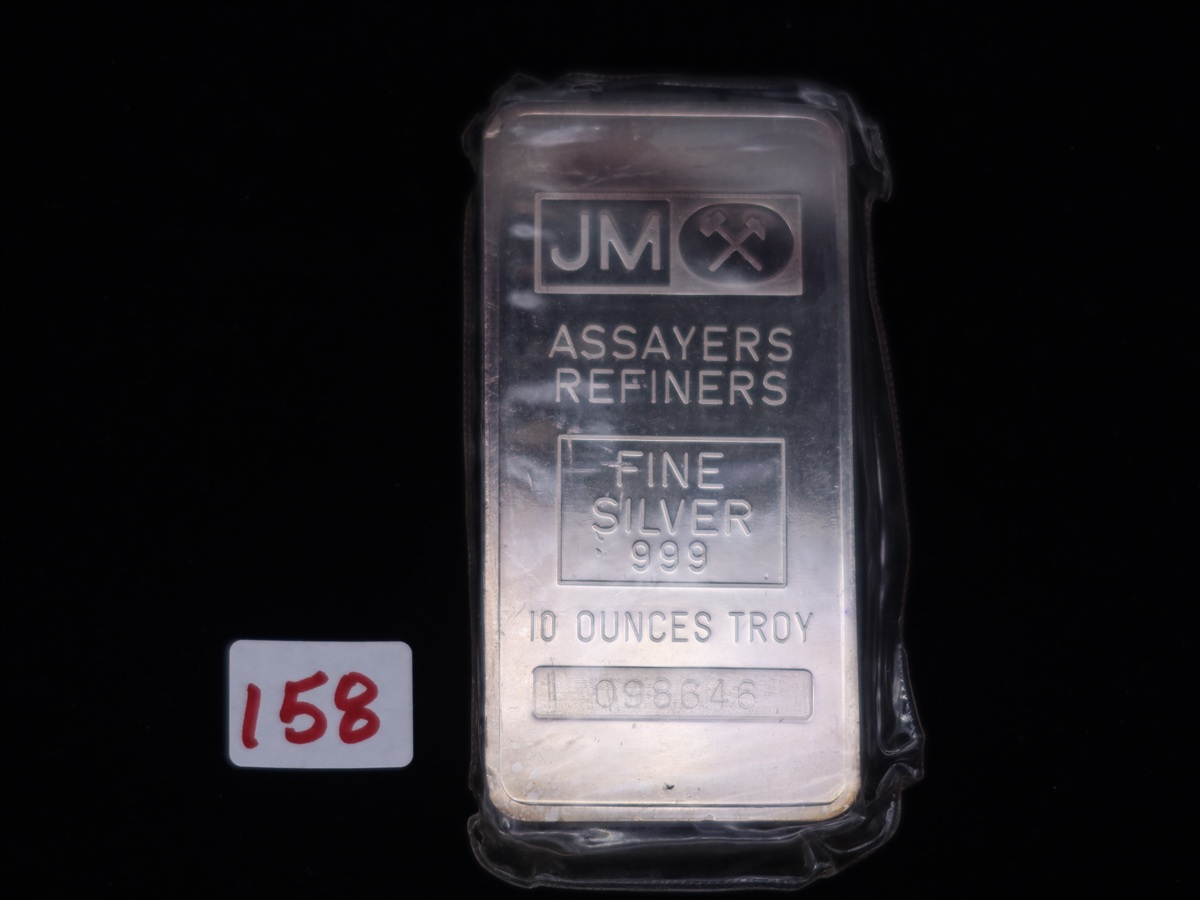 JM
ASSAYERS
REFINERS
FINE
SILVER
999
10 OUNCES TROY
098646
158